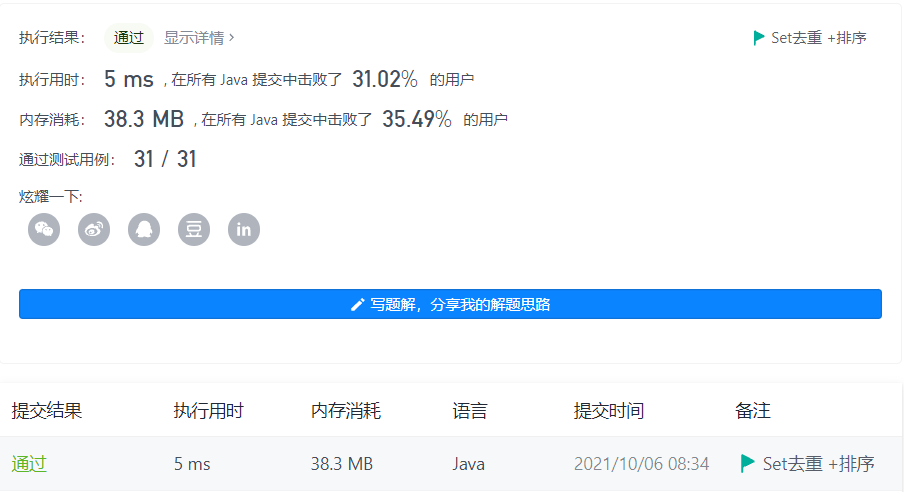 执行结果： 通过 显示详情 › Set去重 +排序
执行用时： 5 ms , 在所有 Java 提交中击败了 31.02% 的用户
内存消耗： 38.3 MB , 在所有 Java 提交中击败了 35.49% 的用户
通过测试用例： 31 / 31
炫耀一下:
豆 in
写题解，分享我的解题思路
提交结果 执行用时 内存消耗 语言 提交时间 备注
通过 5 ms 38.3 MB Java 2021/10/06 08:34 Set去重 +排序